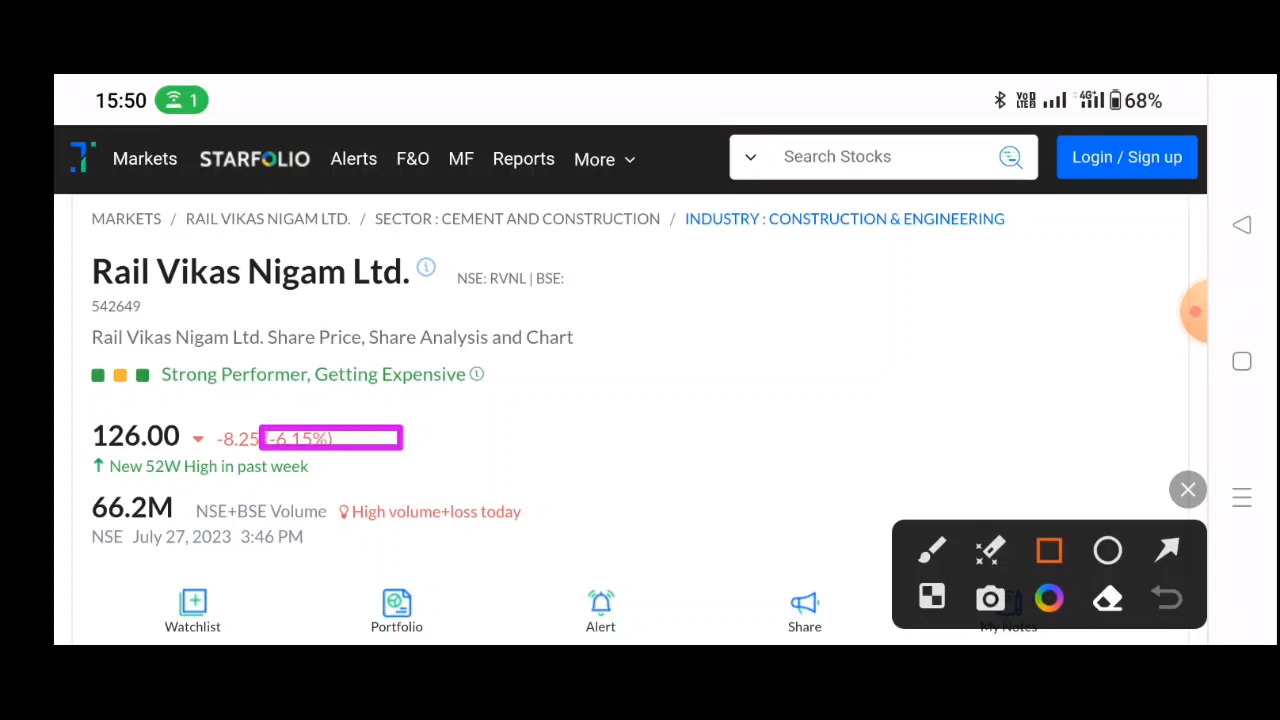 15:50 1 VoD LTE2 4G+ 68%
Markets STARFOLIO Alerts F&O MF Reports More Search Stocks Login / Sign up
MARKETS / RAIL VIKAS NIGAM LTD. / SECTOR : CEMENT AND CONSTRUCTION / INDUSTRY : CONSTRUCTION & ENGINEERING
Rail Vikas Nigam Ltd. NSE: RVNL | BSE:
542649
Rail Vikas Nigam Ltd. Share Price, Share Analysis and Chart
Strong Performer, Getting Expensive
126.00 -8.25 (-6.15%)
New 52W High in past week
66.2M NSE+BSE Volume High volume+loss today
NSE July 27, 2023 3:46 PM
Watchlist Portfolio Alert Share My Notes